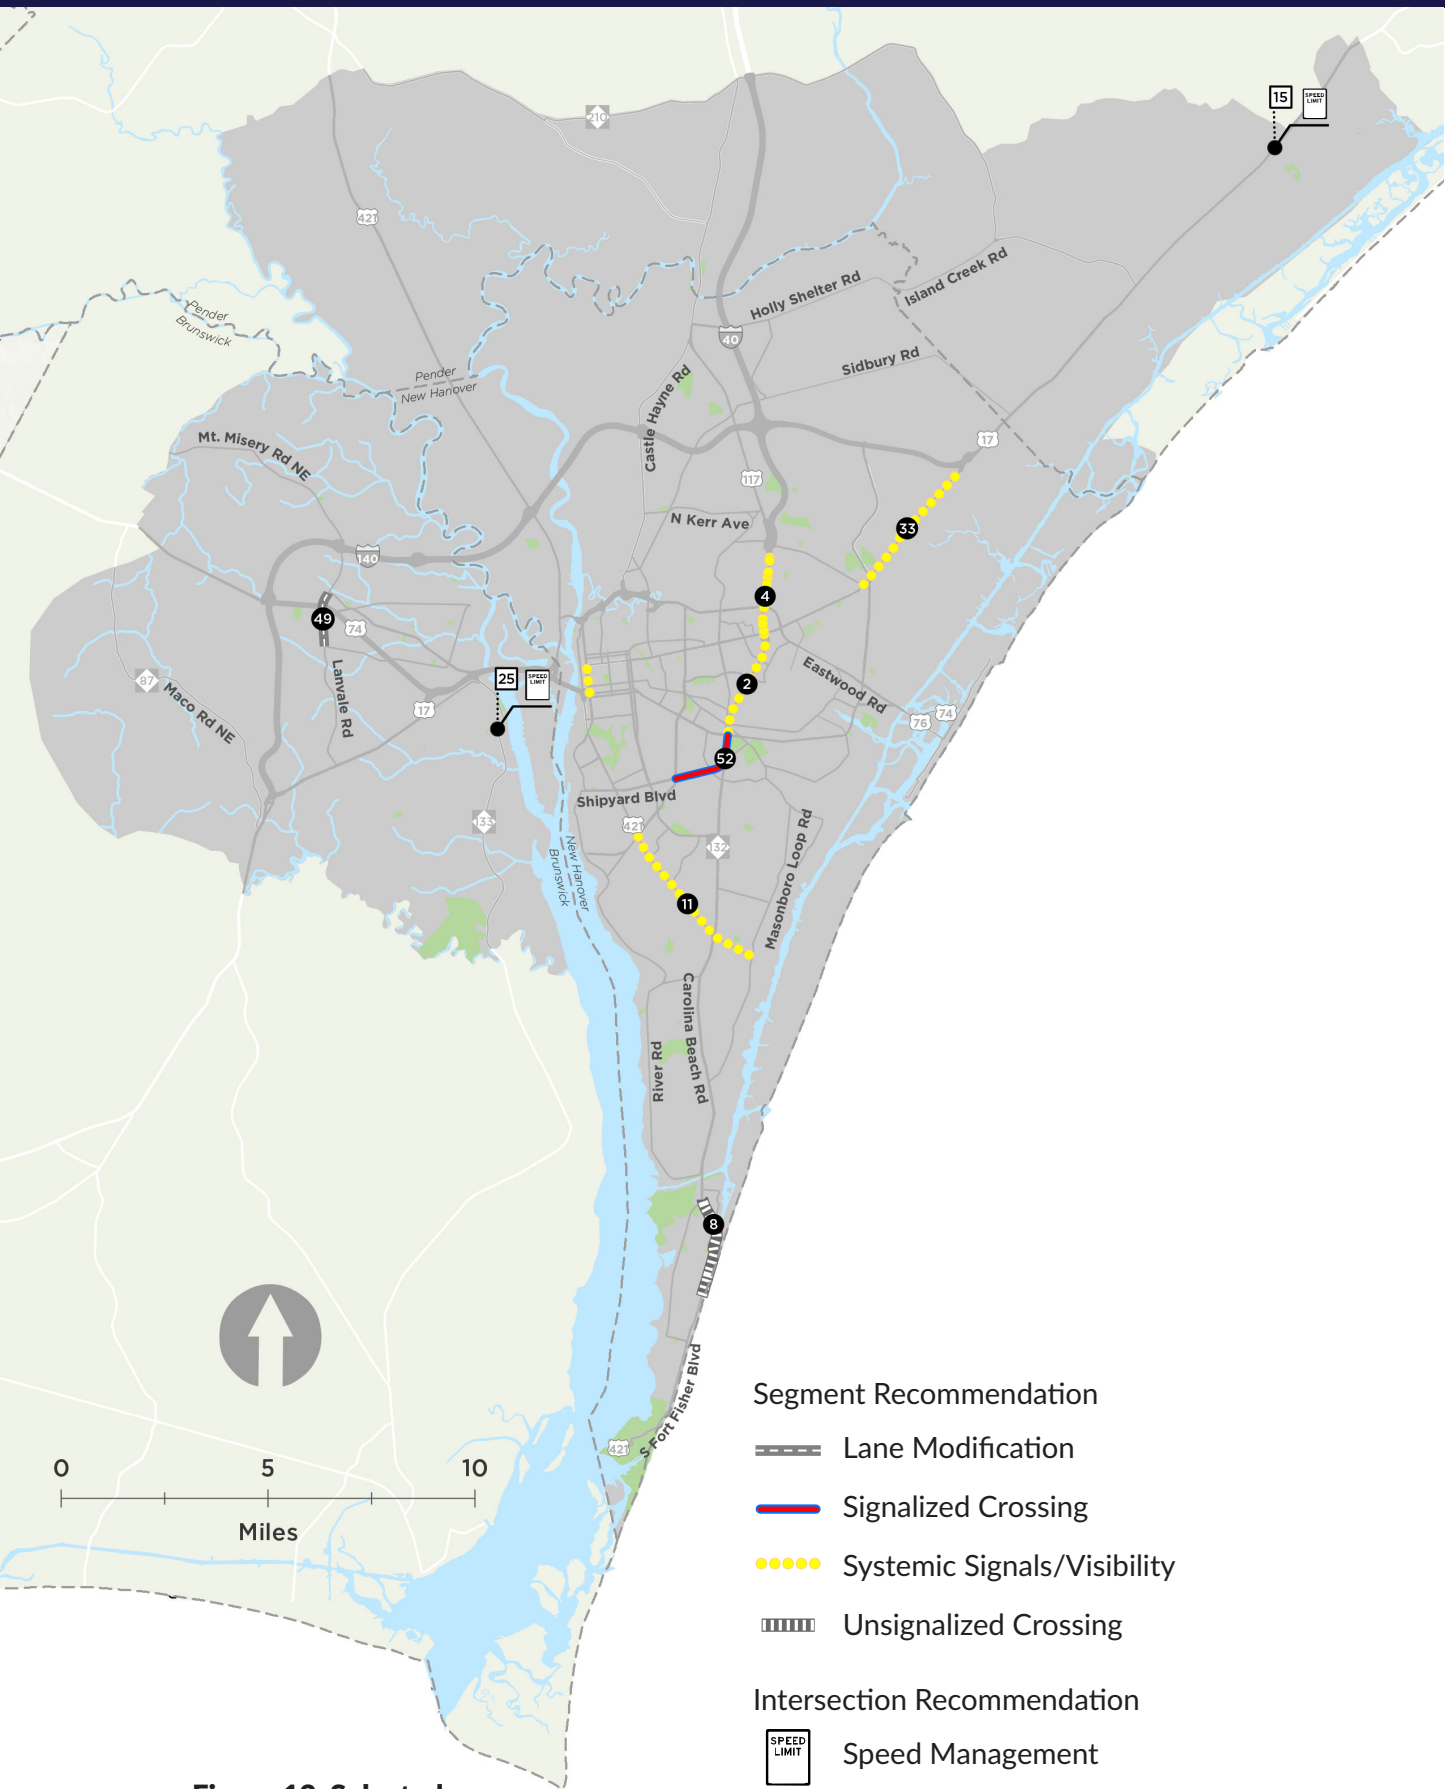 15
SPEED
LIMIT
210
421
Holly Shelter Rd
Island Creek Rd
Pender
Brunswick
40
Sidbury Rd
Pender
New Hanover
Castle Hayne Rd
Mt. Misery Rd NE
17
117
N Kerr Ave
33
140
4
49
74
25
SPEED
LIMIT
2
Eastwood Rd
87
Maco Rd NE
Lanvale Rd
17
76
74
52
Shipyard Blvd
133
421
132
New Hanover
Brunswick
Masonboro Loop Rd
11
Carolina Beach Rd
River Rd
8
S Fort Fisher Blvd
421
0 5 10
Miles
Segment Recommendation
Lane Modification
Signalized Crossing
Systemic Signals/Visibility
Unsignalized Crossing
Intersection Recommendation
SPEED
LIMIT
Speed Management